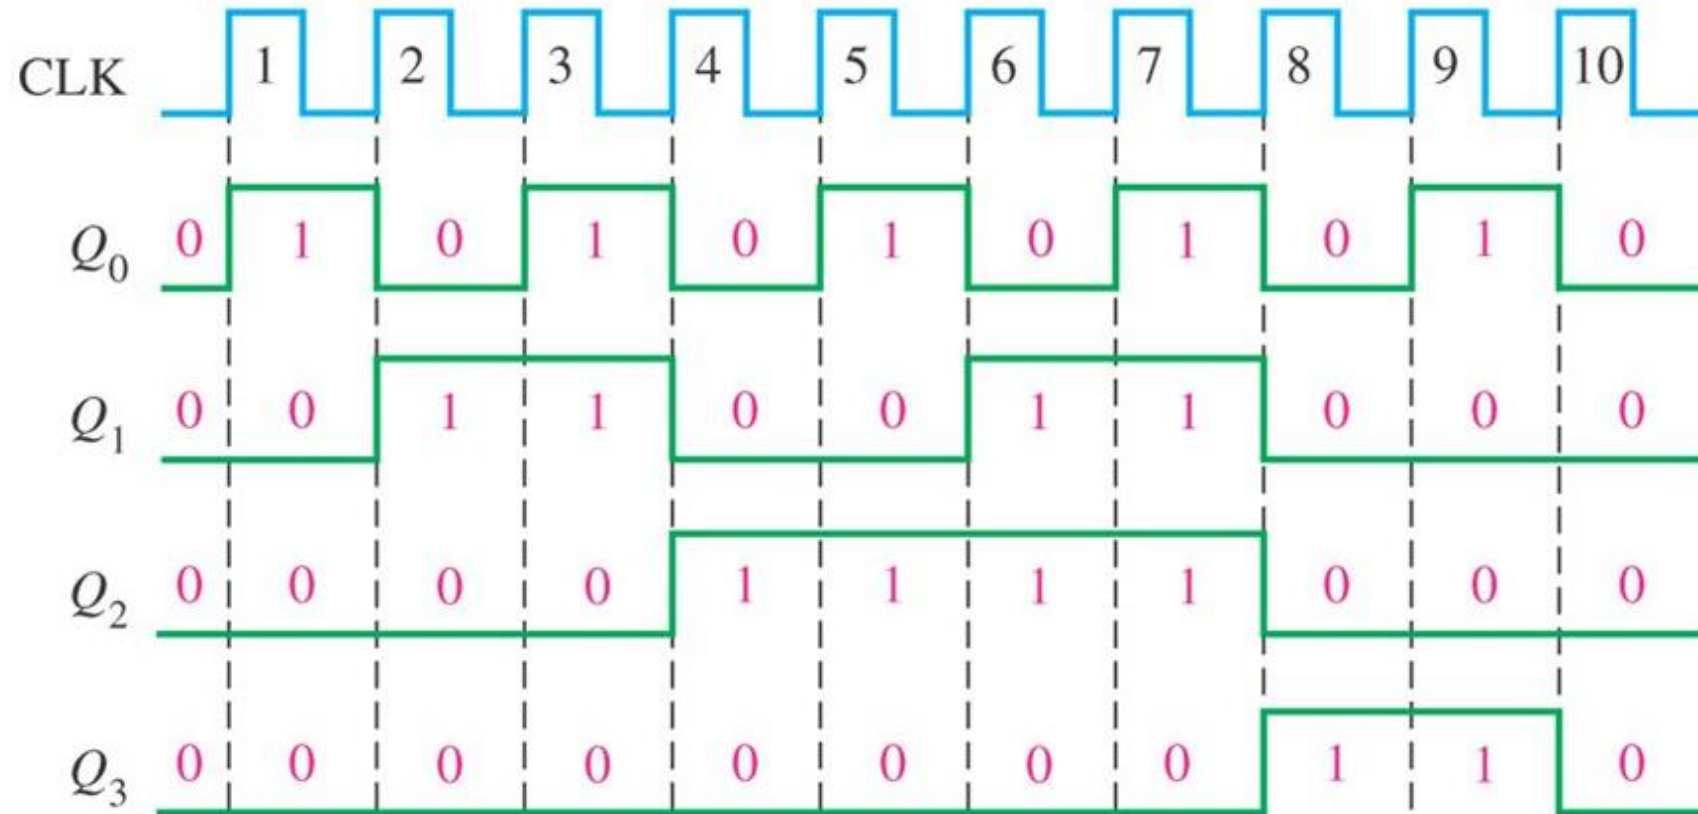 CLK 1 2 3 4 5 6 7 8 9 10
Q0 0 1 0 1 0 1 0 1 0 1 0
Q1 0 0 1 1 0 0 1 1 0 0 0
Q2 0 0 0 0 1 1 1 1 0 0 0
Q3 0 0 0 0 0 0 0 0 1 1 0